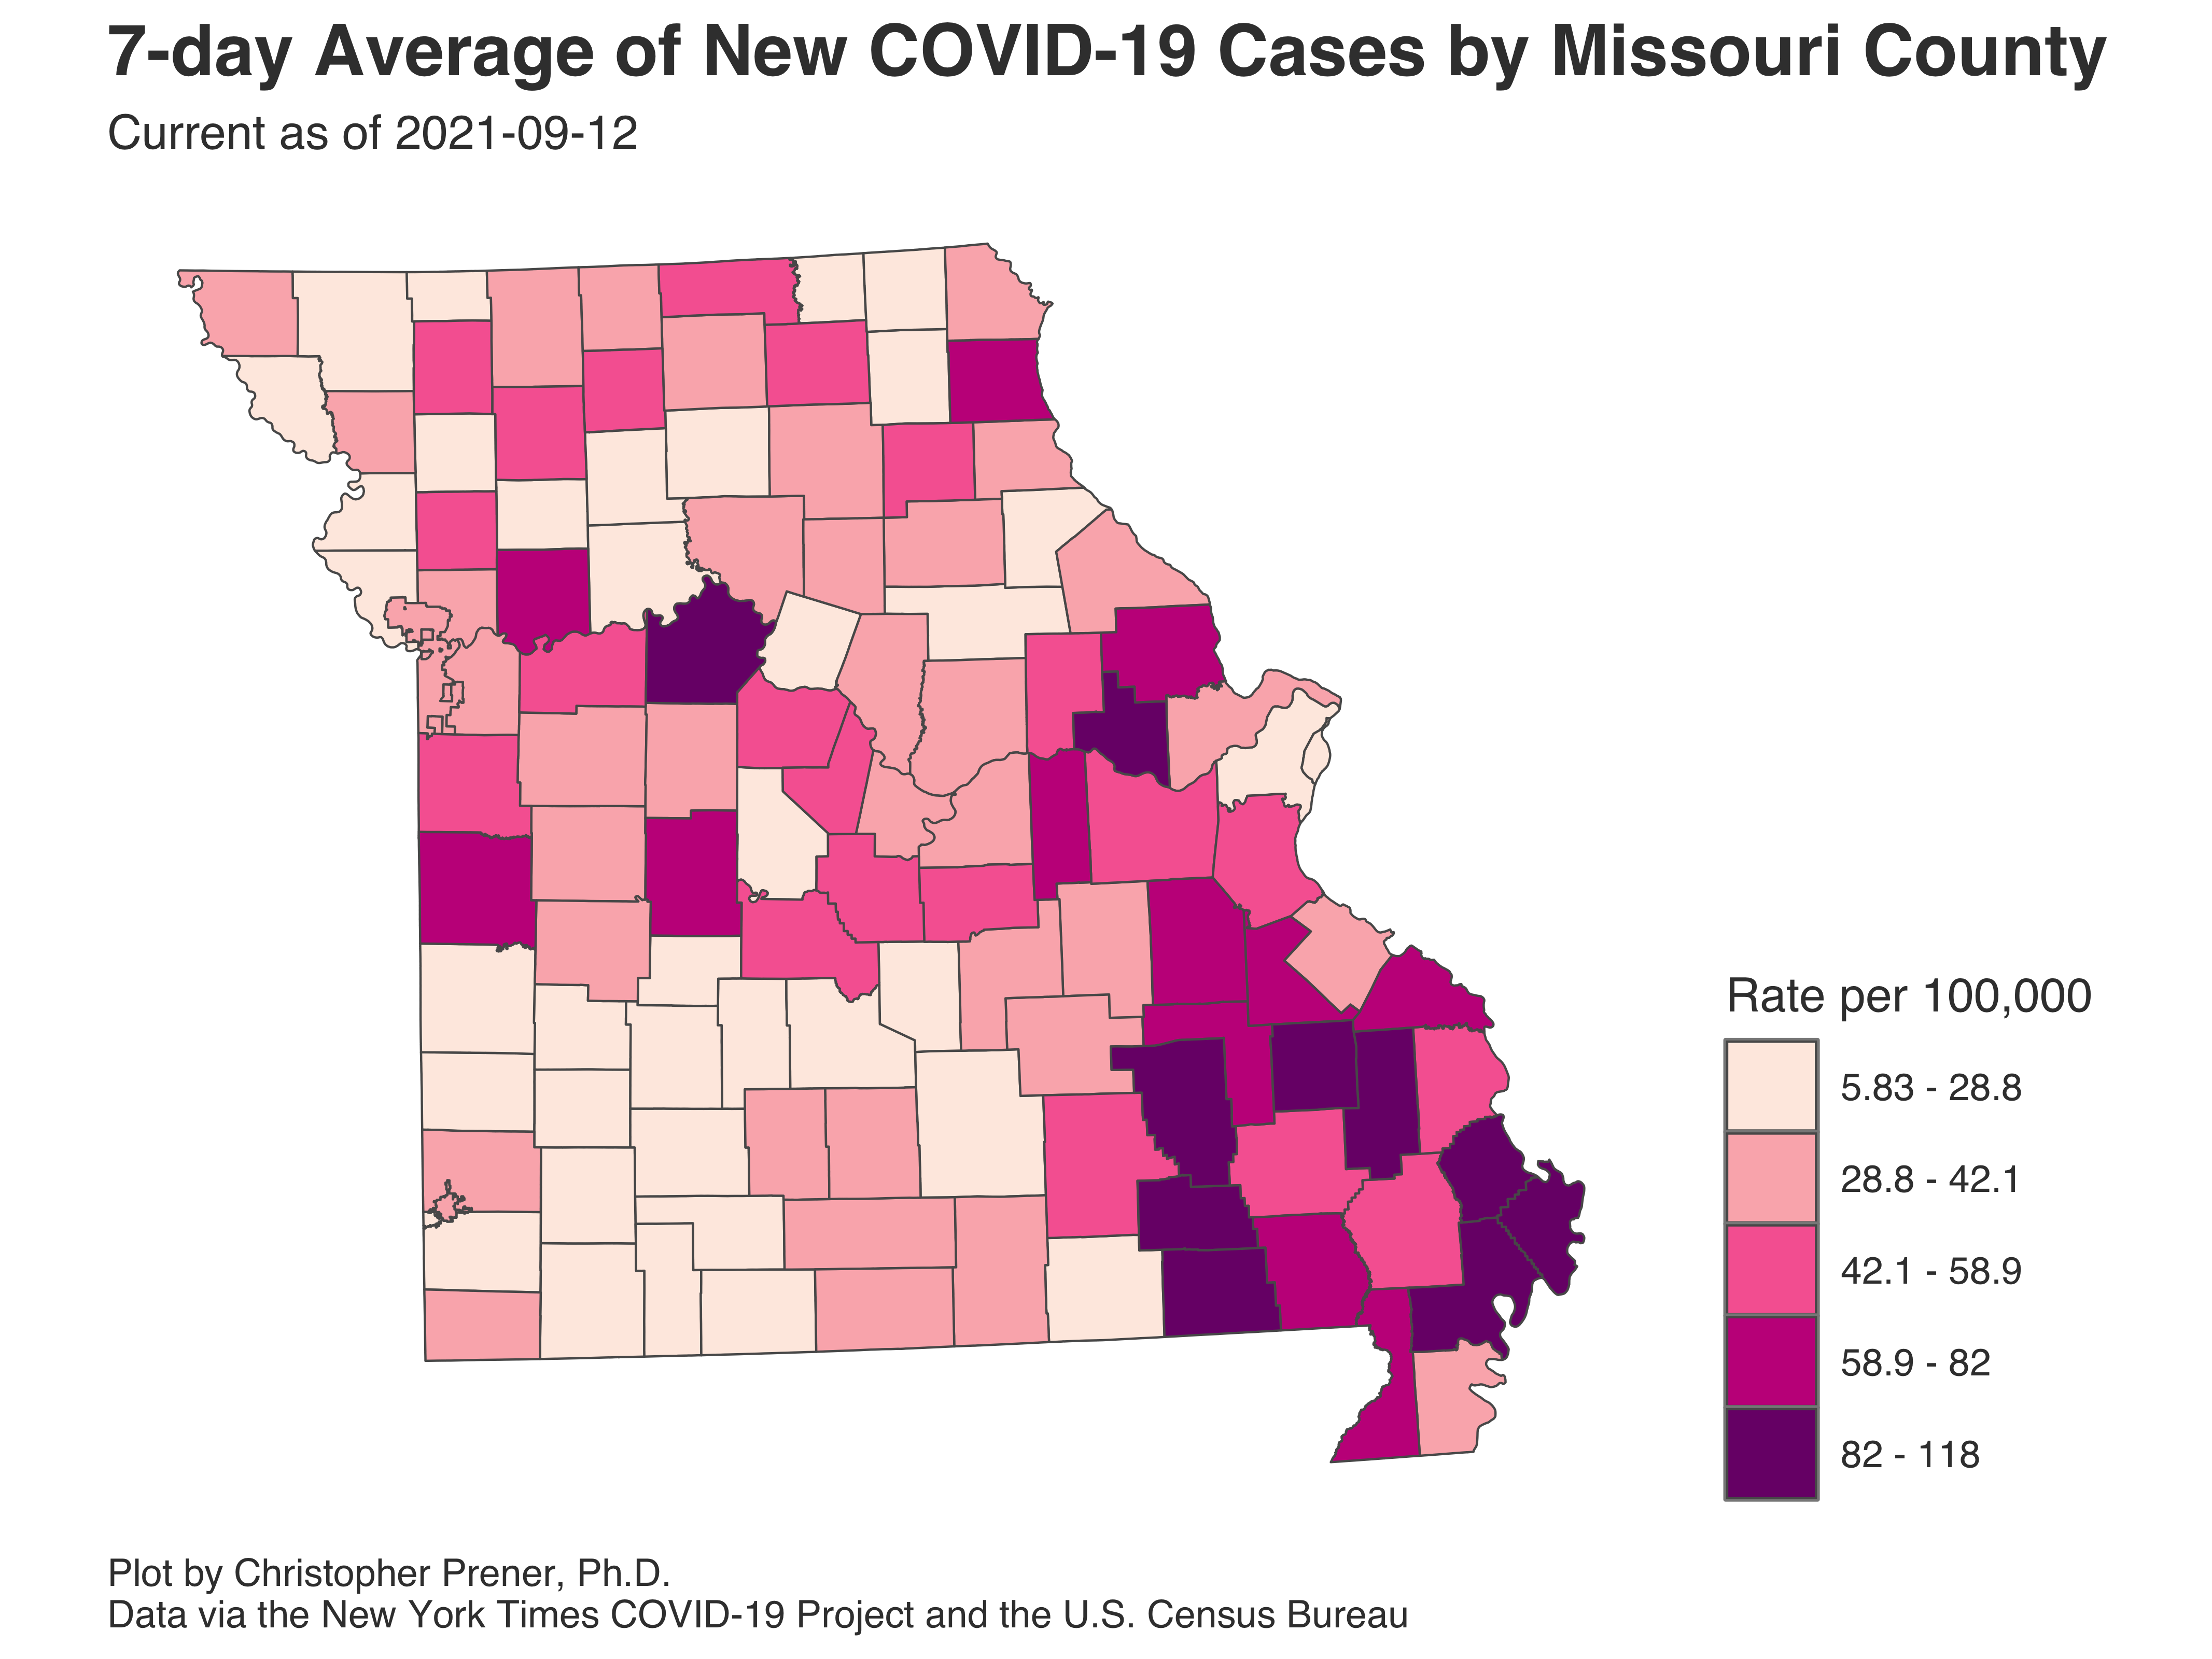 7-day Average of New COVID-19 Cases by Missouri County
Current as of 2021-09-12
Rate per 100,000
5.83 - 28.8
28.8 - 42.1
42.1 - 58.9
58.9 - 82
82 - 118
Plot by Christopher Prener, Ph.D.
Data via the New York Times COVID-19 Project and the U.S. Census Bureau